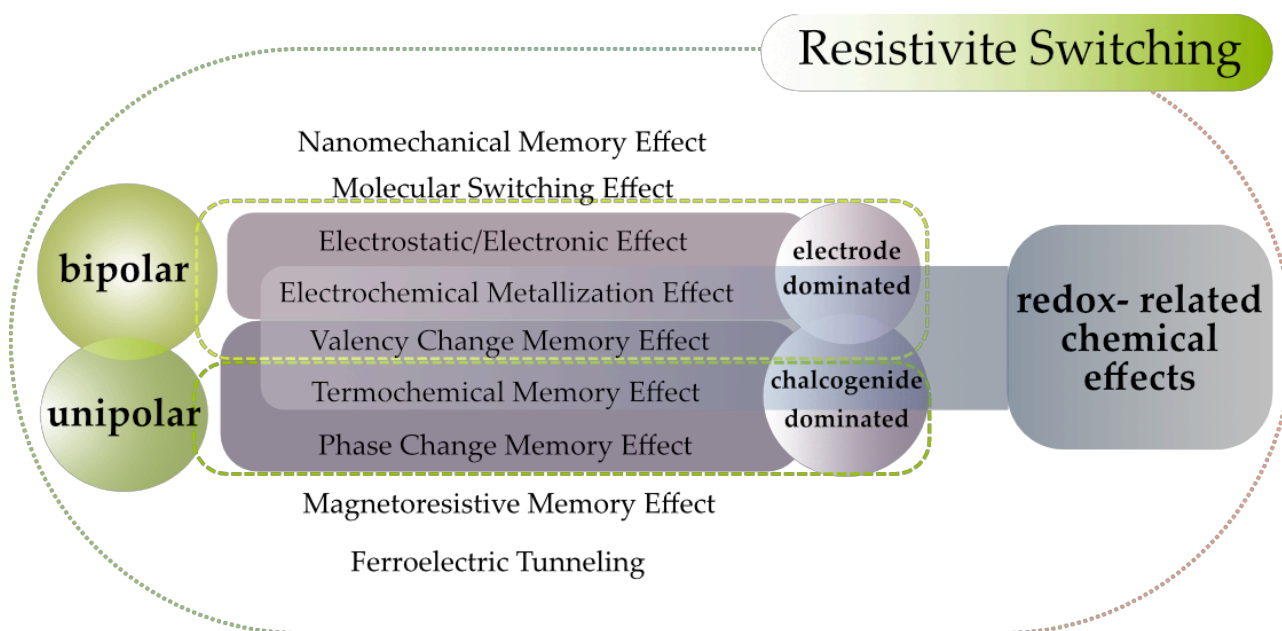 Resistivite Switching
Nanomechanical Memory Effect
Molecular Switching Effect
bipolar
Electrostatic/Electronic Effect
electrode
dominated
Electrochemical Metallization Effect
redox- related
chemical
effects
Valency Change Memory Effect
unipolar
Termochemical Memory Effect
chalcogenide
dominated
Phase Change Memory Effect
Magnetoresistive Memory Effect
Ferroelectric Tunneling